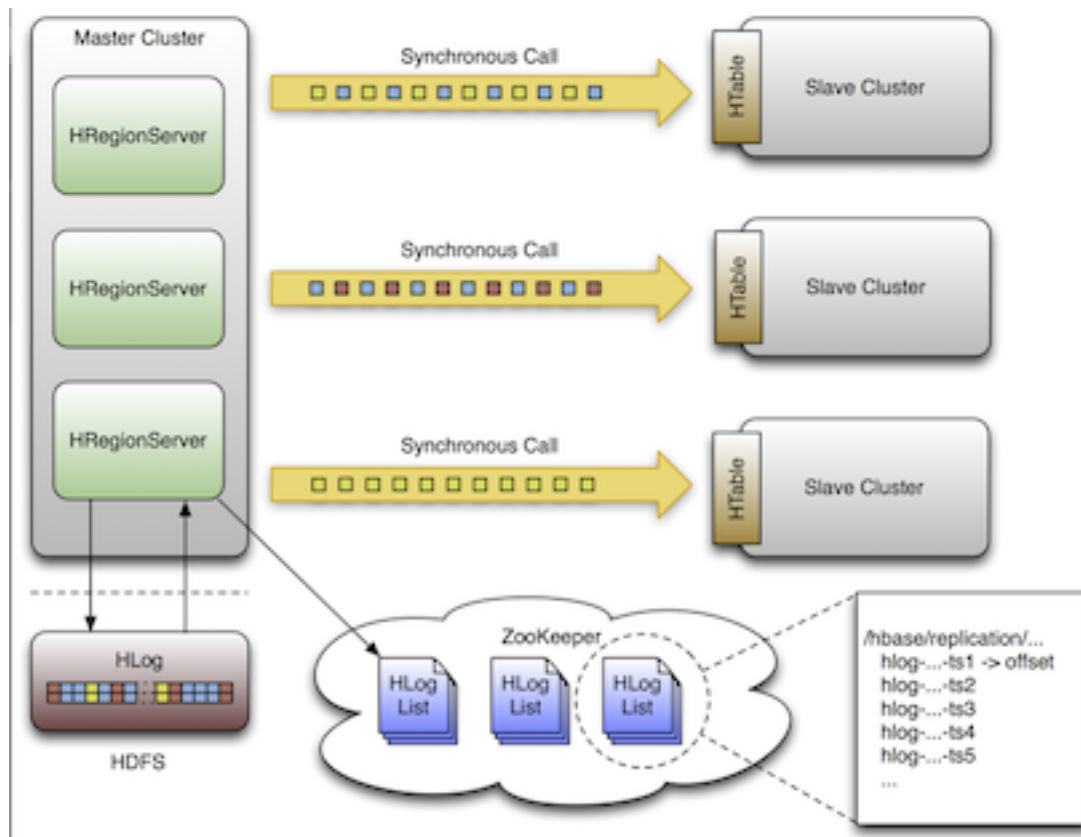 Master Cluster
HRegionServer
HRegionServer
HRegionServer
Synchronous Call
HTable
Slave Cluster
Synchronous Call
HTable
Slave Cluster
Synchronous Call
HTable
Slave Cluster
HLog
HDFS
ZooKeeper
HLog
List
HLog
List
HLog
List
/hbase/replication/...
hlog-...-ts1 -> offset
hlog-...-ts2
hlog-...-ts3
hlog-...-ts4
hlog-...-ts5
...